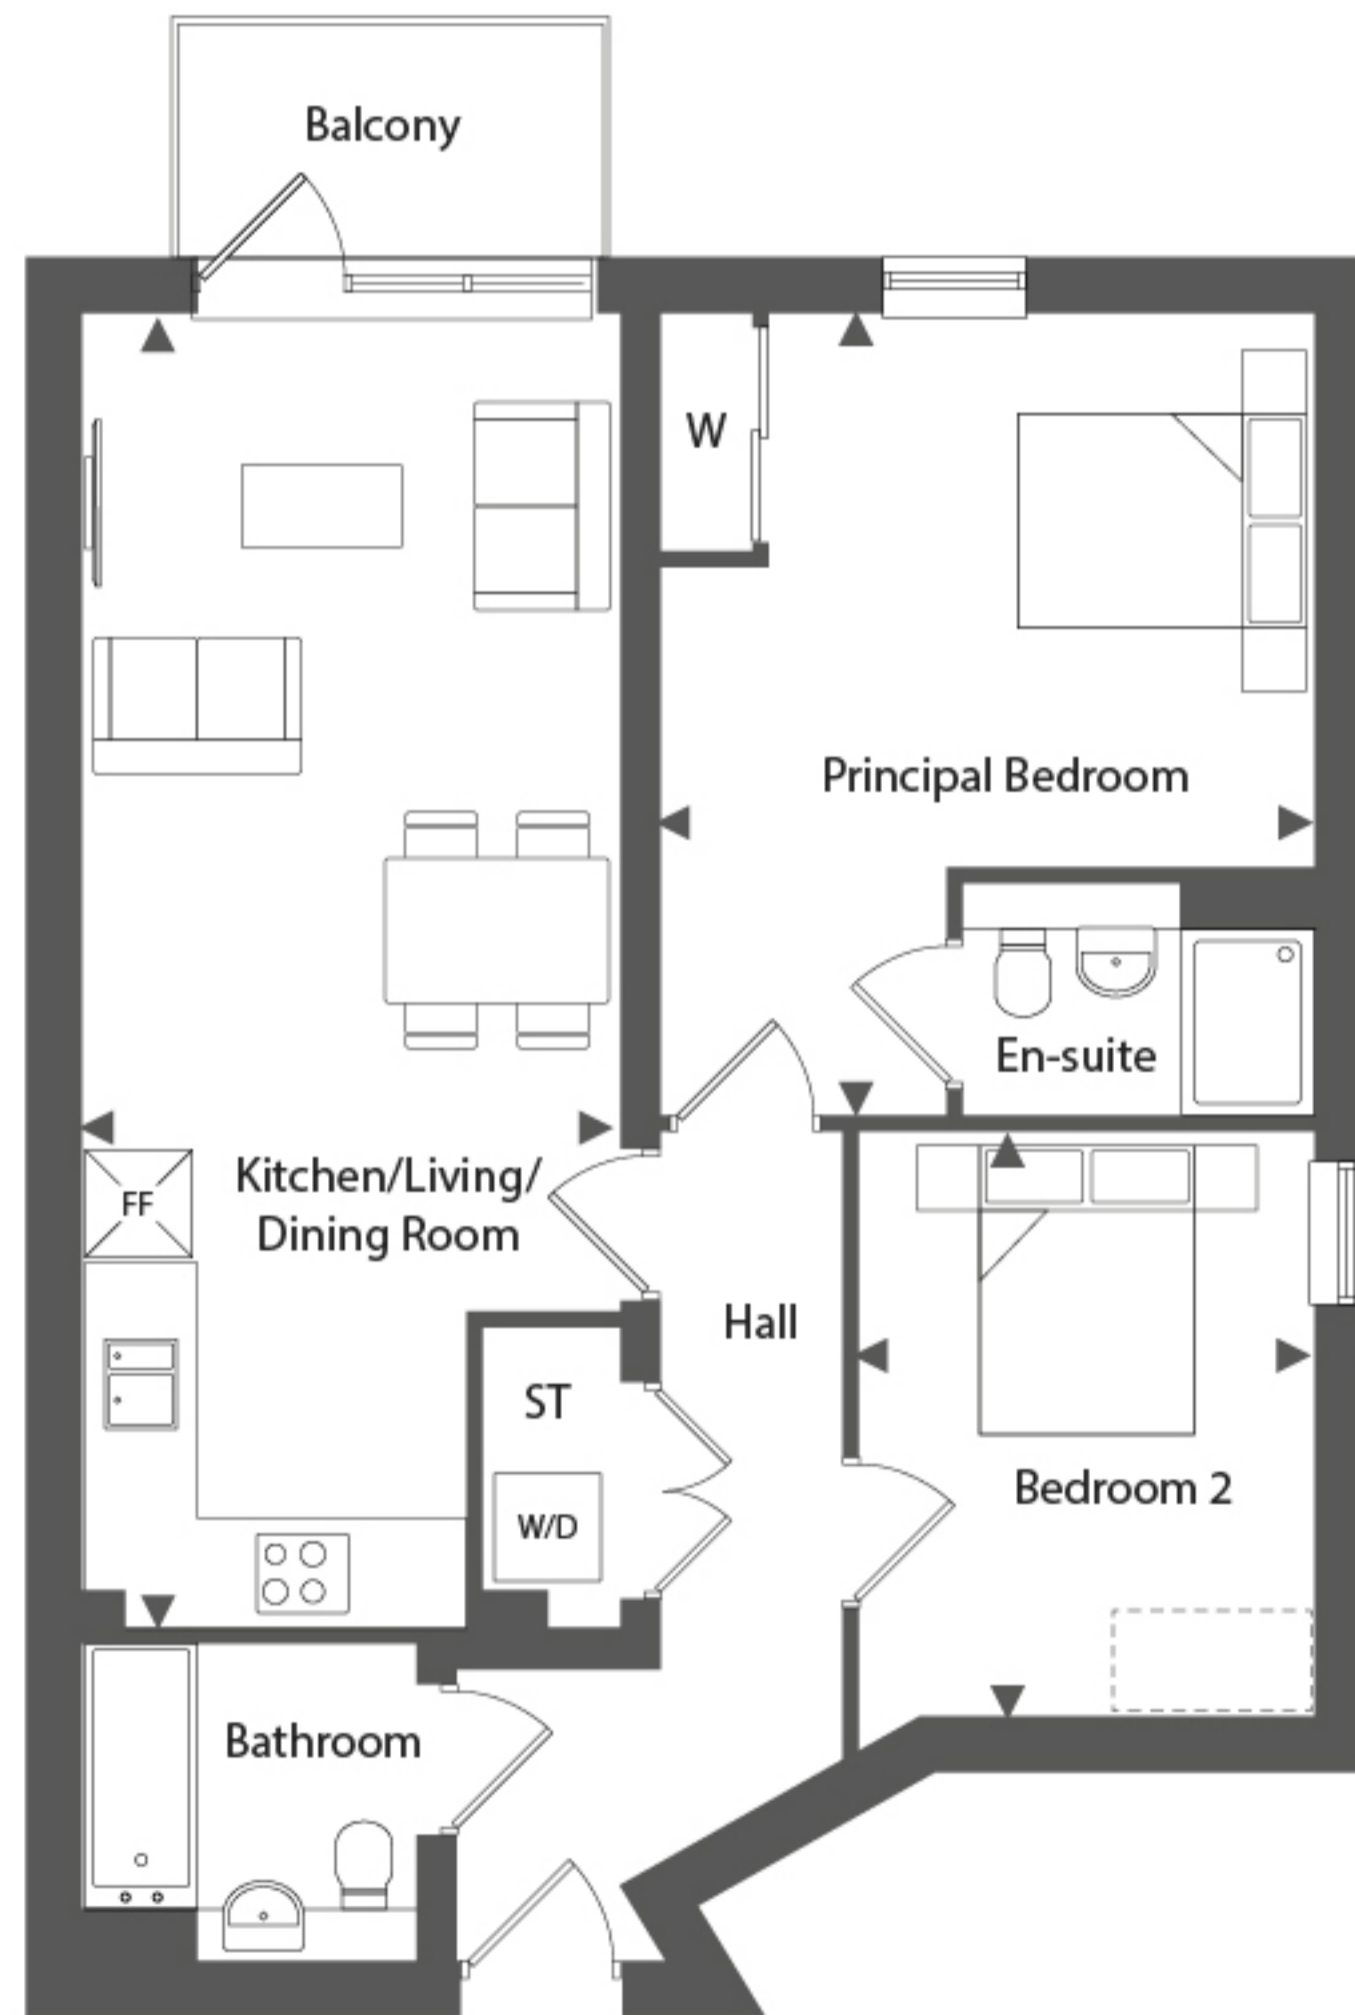 Balcony
W
Principal Bedroom
En-suite
FF
Kitchen/Living/
Dining Room
Hall
ST
W/D
Bedroom 2
Bathroom